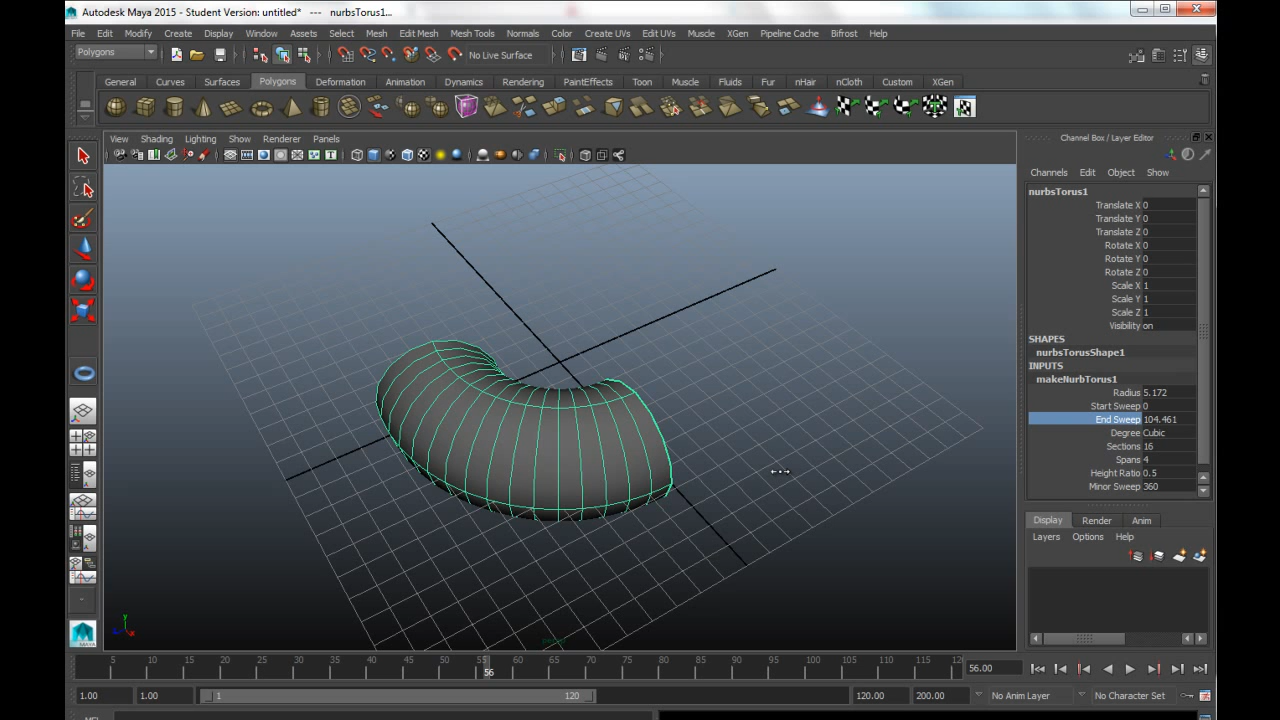 Autodesk Maya 2015 - Student Version: untitled*   ---   nurbsTorus1...
File Edit Modify Create Display Window Assets Select Mesh Edit Mesh Mesh Tools Normals Color Create UVs Edit UVs Muscle XGen Pipeline Cache Bifrost Help
Polygons No Live Surface
General Curves Surfaces Polygons Deformation Animation Dynamics Rendering PaintEffects Toon Muscle Fluids Fur nHair nCloth Custom XGen
View Shading Lighting Show Renderer Panels
Channel Box / Layer Editor
Channels Edit Object Show
nurbsTorus1
Translate X 0
Translate Y 0
Translate Z 0
Rotate X 0
Rotate Y 0
Rotate Z 0
Scale X 1
Scale Y 1
Scale Z 1
Visibility on
SHAPES
nurbsTorusShape1
INPUTS
makeNurbTorus1
Radius 5.172
Start Sweep 0
End Sweep 104.461
Degree Cubic
Sections 16
Spans 4
Height Ratio 0.5
Minor Sweep 360
Display Render Anim
Layers Options Help
y
x
persp
5 10 15 20 25 30 35 40 45 50 55 60 65 70 75 80 85 90 95 100 105 110 115 12
56
56.00
1.00 1.00 1 120 120.00 200.00 No Anim Layer No Character Set
MEL